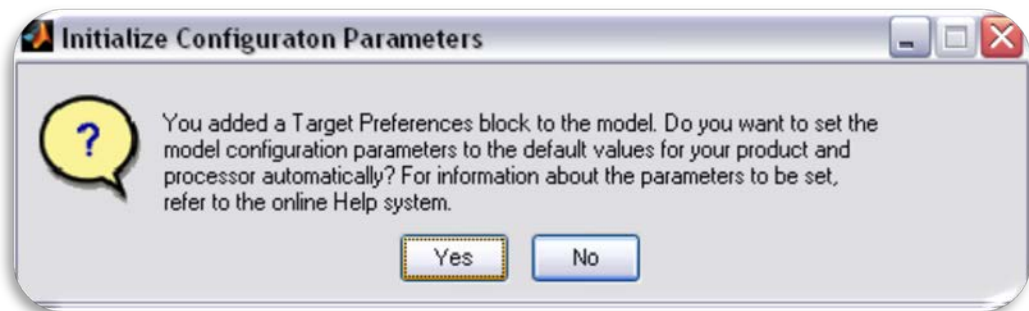 Initialize Configuraton Parameters
?
You added a Target Preferences block to the model. Do you want to set the
model configuration parameters to the default values for your product and
processor automatically? For information about the parameters to be set,
refer to the online Help system.
Yes No